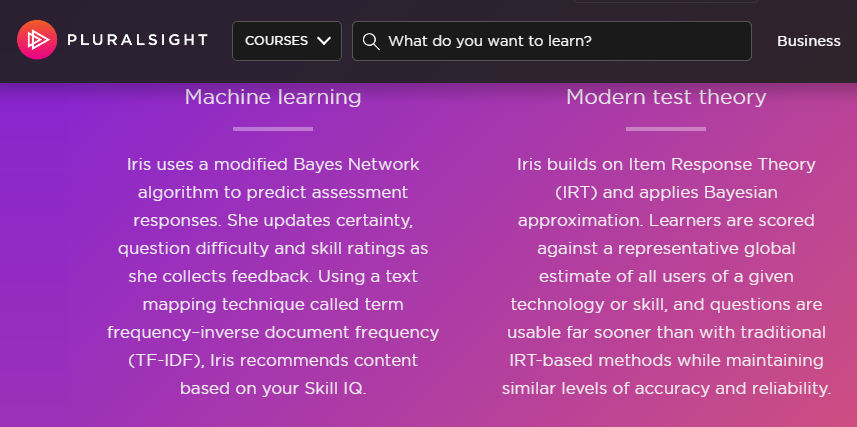 PLURALSIGHT
COURSES
What do you want to learn?
Business
Machine learning
Iris uses a modified Bayes Network
algorithm to predict assessment
responses. She updates certainty,
question difficulty and skill ratings as
she collects feedback. Using a text
mapping technique called term
frequency–inverse document frequency
(TF-IDF), Iris recommends content
based on your Skill IQ.
Modern test theory
Iris builds on Item Response Theory
(IRT) and applies Bayesian
approximation. Learners are scored
against a representative global
estimate of all users of a given
technology or skill, and questions are
usable far sooner than with traditional
IRT-based methods while maintaining
similar levels of accuracy and reliability.